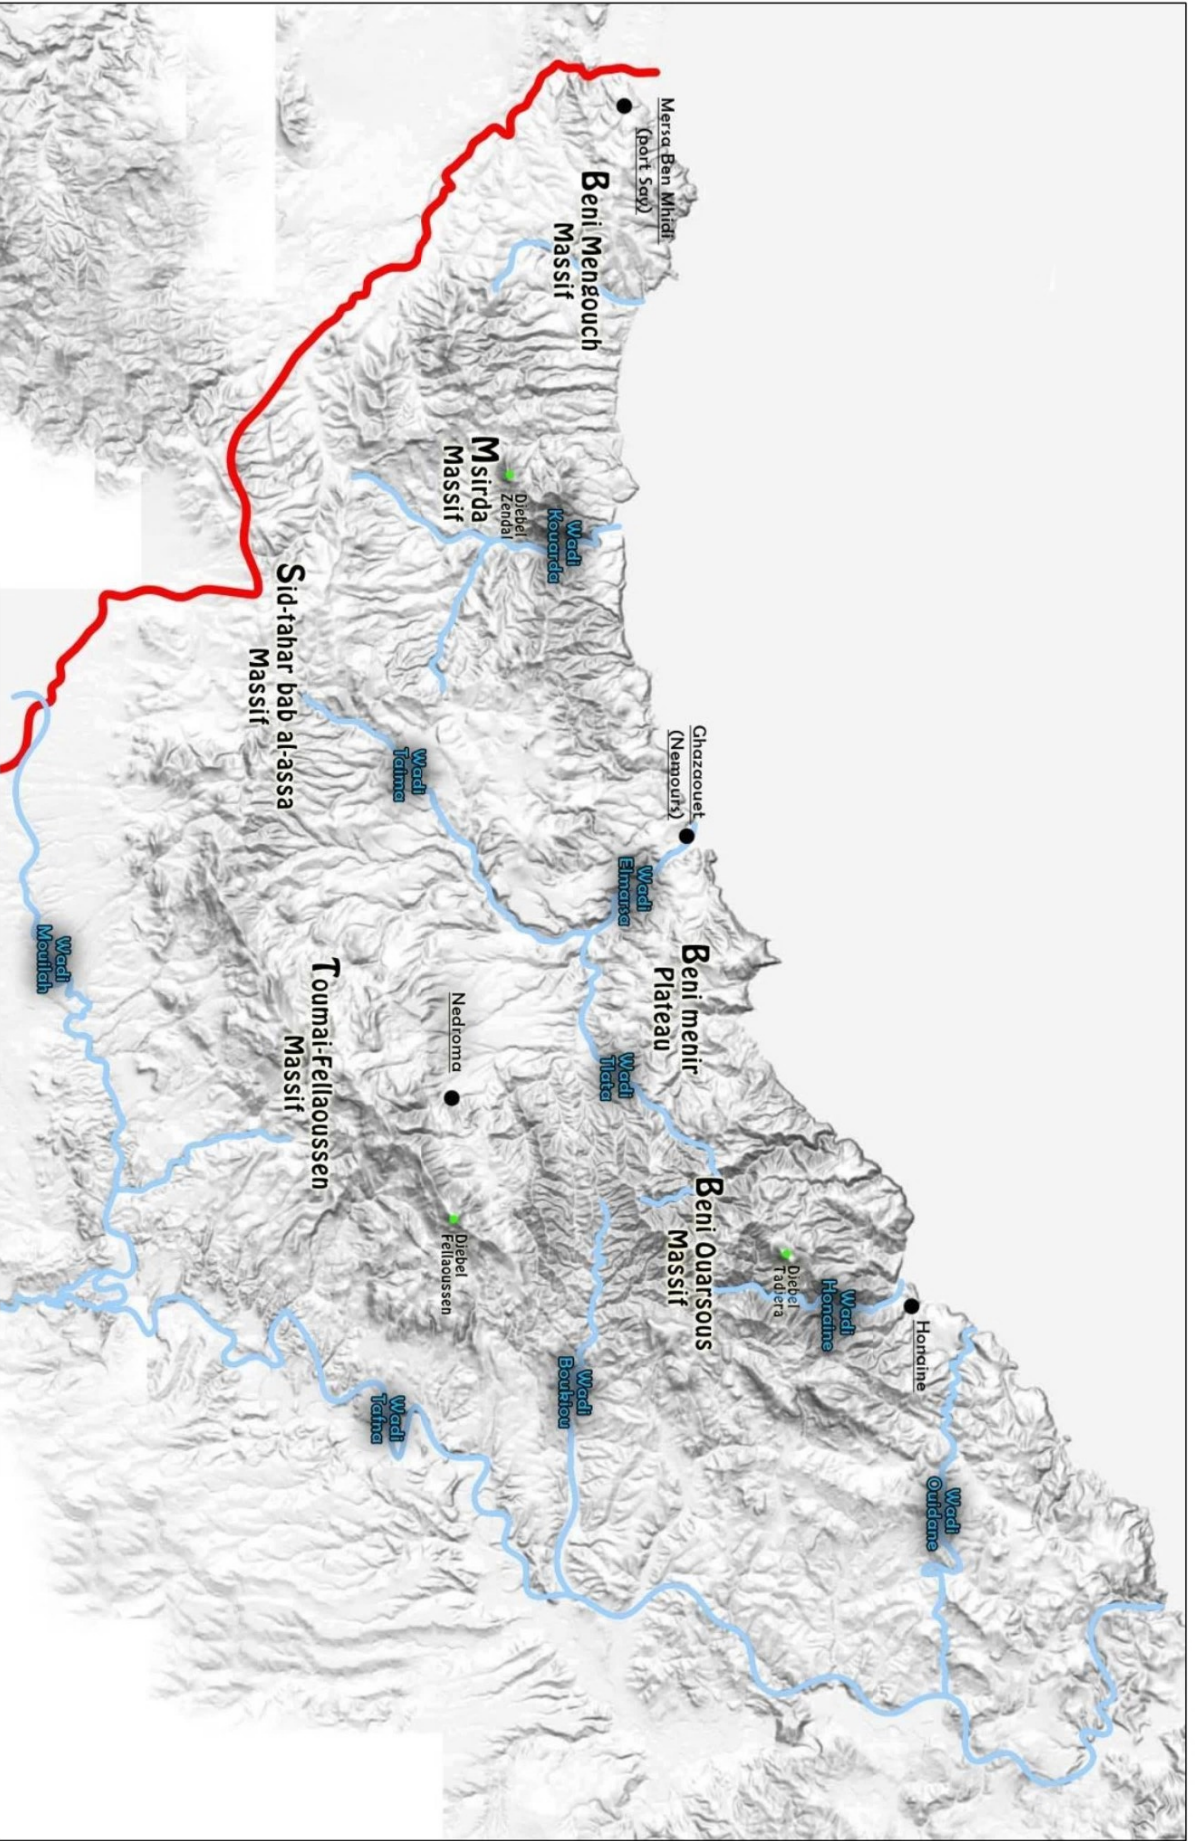 Mersa Ben Mhidi
(port Say)
Beni Mengouch
Massif
Msirda
Massif
Djebel
Zendal
Wadi
Kouarda
Sid-tahar bab al-assa
Massif
Wadi
Taima
Ghazaouet
(Nemours)
Wadi
Elmarsa
Beni menir
Plateau
Wadi
Mouilah
Toumai-Fellaoussen
Massif
Nedroma
Wadi
Tlata
Beni Ouarsous
Massif
Djebel
Fellaoussen
Djebel
Tadjera
Wadi
Honaine
Honaine
Wadi
Boukiou
Wadi
Tafna
Wadi
Ouidane